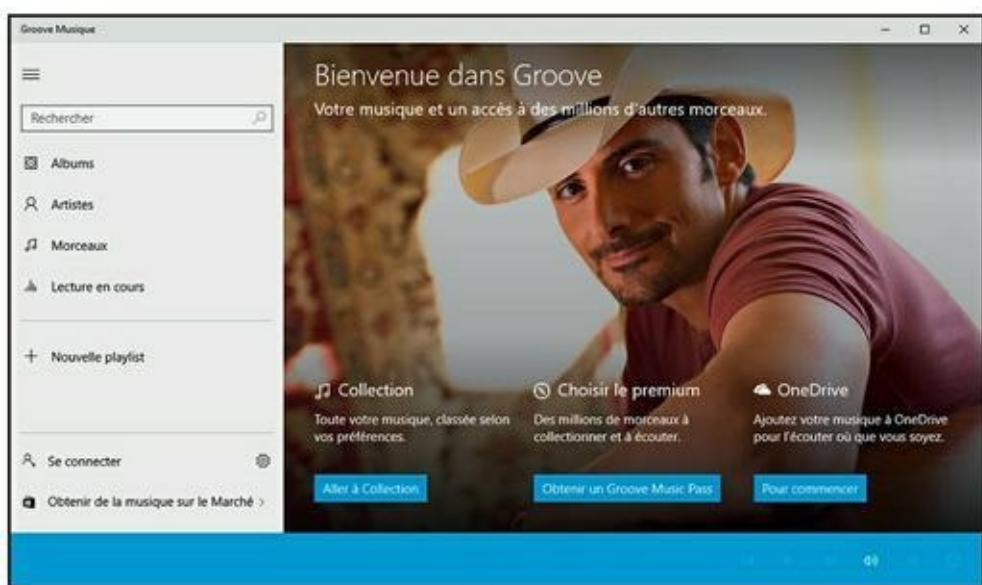 Groove Musique
Rechercher
Albums
Artistes
Morceaux
Lecture en cours
Nouvelle playlist
Se connecter
Obtenir de la musique sur le Marché
Bienvenue dans Groove
Votre musique et un accès à des millions d'autres morceaux.
Collection
Toute votre musique, classée selon
vos préférences.
Aller à Collection
Choisir le premium
Des millions de morceaux à
collectionner et à écouter.
Obtenir un Groove Music Pass
OneDrive
Ajoutez votre musique à OneDrive
pour l'écouter où que vous soyez.
Pour commencer